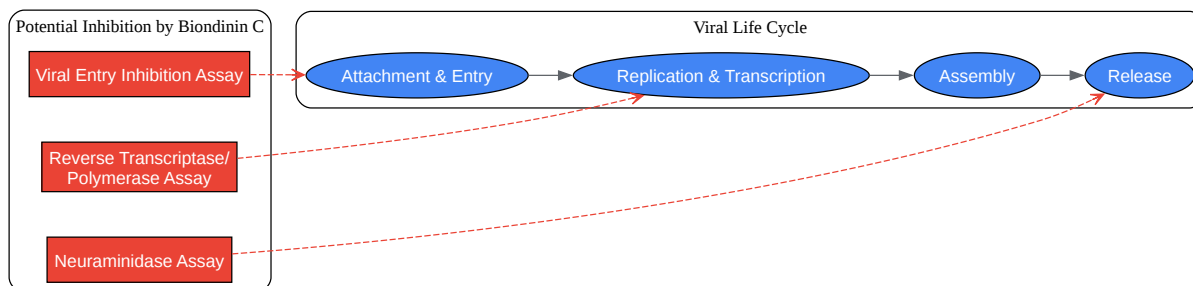 Potential Inhibition by Biondinin C
Viral Entry Inhibition Assay
Reverse Transcriptase/
Polymerase Assay
Neuraminidase Assay
Viral Life Cycle
Attachment & Entry
Replication & Transcription
Assembly
Release